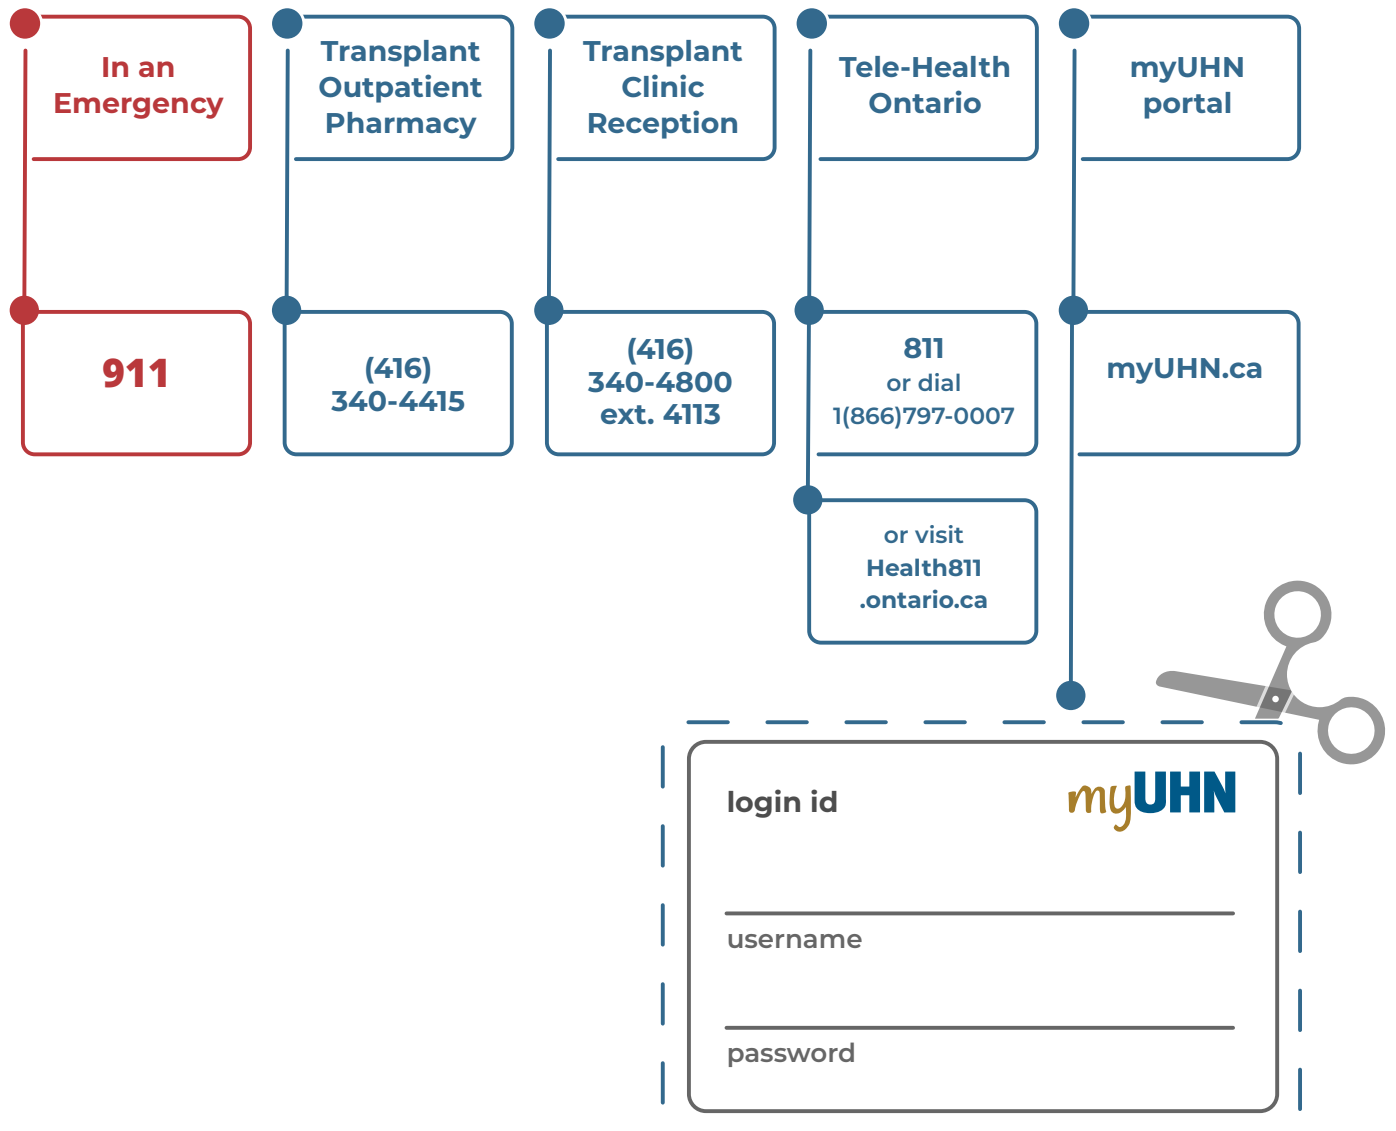 In an
Emergency
Transplant
Outpatient
Pharmacy
Transplant
Clinic
Reception
Tele-Health
Ontario
myUHN
portal
911
(416)
340-4415
(416)
340-4800
ext. 4113
811
or dial
1(866)797-0007
myUHN.ca
or visit
Health811
.ontario.ca
login id
myUHN
username
password